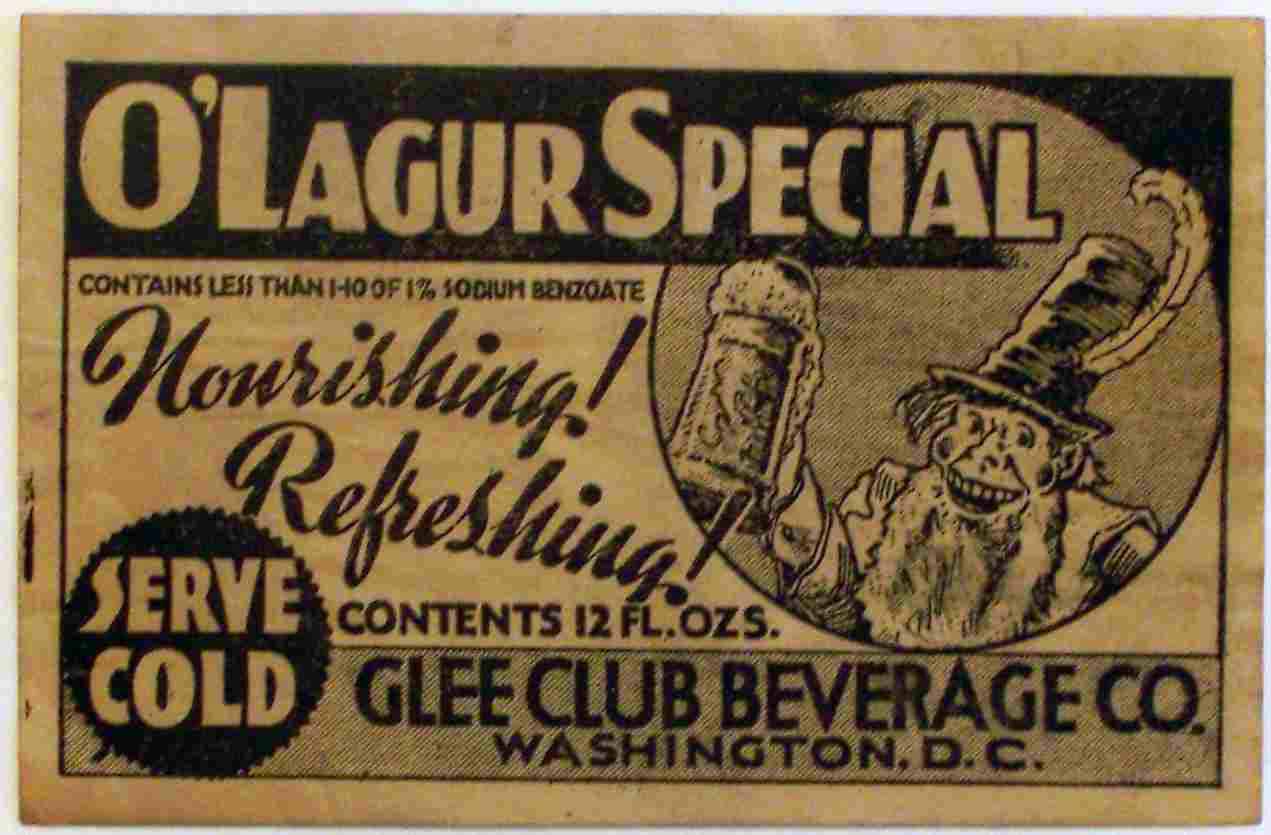 O'LAGUR SPECIAL
CONTAINS LESS THAN 1-10 OF 1% SODIUM BENZOATE
Nourishing!
Refreshing!
SERVE
COLD
CONTENTS 12 FL. OZS.
GLEE CLUB BEVERAGE CO.
WASHINGTON, D.C.